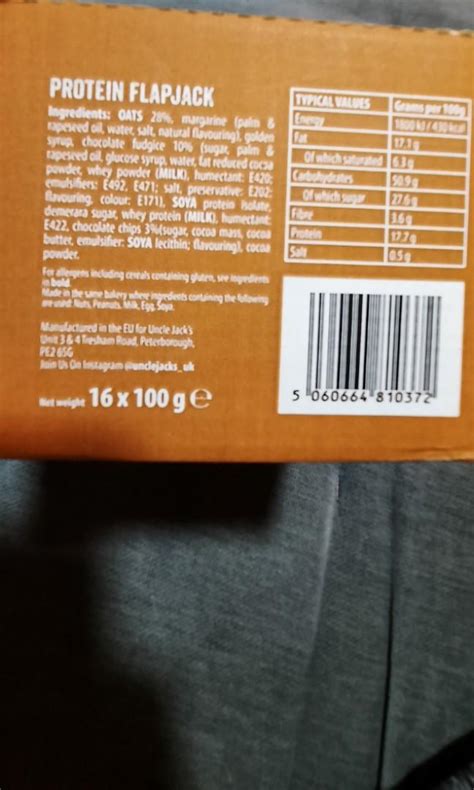 PROTEIN FLAPJACK
Ingredients: OATS 28%, margarine (palm &
rapeseed oil, water, salt, natural flavouring), golden
syrup, chocolate fudgice 10% (sugar, palm &
rapeseed oil, glucose syrup, water, fat reduced cocoa
powder, whey powder (MILK), humectant: E420;
emulsifiers: E492, E471; salt, preservative: E202;
flavouring, colour: E171), SOYA protein isolate,
demerara sugar, whey protein (MILK), humectant:
E422, chocolate chips 3%(sugar, cocoa mass, cocoa
butter, emulsifier: SOYA lecithin; flavouring), cocoa
powder.
For allergens including cereals containing gluten, see ingredients
in bold.
Made in the same bakery where ingredients containing the following
are used: Nuts, Peanuts, Milk, Egg, Soya.
Manufactured in the EU for Uncle Jack's
Unit 3 & 4 Tresham Road, Peterborough,
PE2 6SG
Join Us On Instagram @unclejacks_uk
Net weight 16 x 100 g e
TYPICAL VALUES Grams per 100g
Energy 1800 kJ / 430 kcal
Fat 17.1 g
Of which saturated 6.3 g
Carbohydrates 50.9 g
Of which sugar 27.6 g
Fibre 3.6 g
Protein 17.7 g
Salt 0.5 g
5 060664 810372